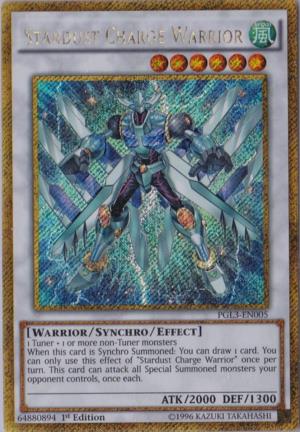 STARDUST CHARGE WARRIOR
風
PGL3-EN005
[WARRIOR/SYNCHRO/EFFECT]
1 Tuner + 1 or more non-Tuner monsters
When this card is Synchro Summoned: You can draw 1 card. You
can only use this effect of "Stardust Charge Warrior" once per
turn. This card can attack all Special Summoned monsters your
opponent controls, once each.
ATK/2000 DEF/1300
64880894 1st Edition ©1996 KAZUKI TAKAHASHI